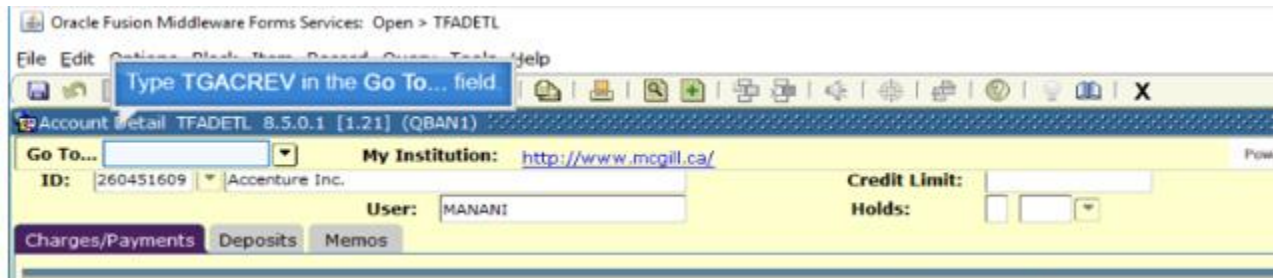 Oracle Fusion Middleware Forms Services: Open > TFADETL
File Edit Options Block Item Record Query Tools Help
Type TGACREV in the Go To... field.
X
Account Detail TFADETL 8.5.0.1 [1.21] (QBAN1)
Go To... My Institution: http://www.mcgill.ca/
ID: 260451609 Accenture Inc. Credit Limit:
User: MANANI Holds:
Charges/Payments Deposits Memos